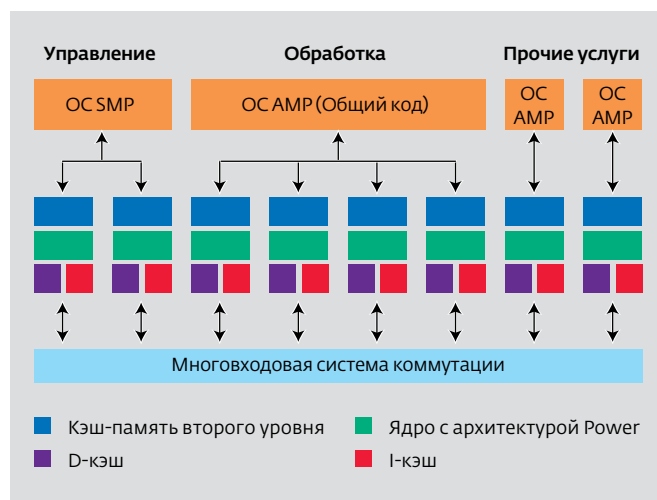 Управление
Обработка
Прочие услуги
ОС SMP
ОС AMP (Общий код)
ОС
AMP
ОС
AMP
Многовходовая система коммутации
Кэш-память второго уровня
Ядро с архитектурой Power
D-кэш
I-кэш